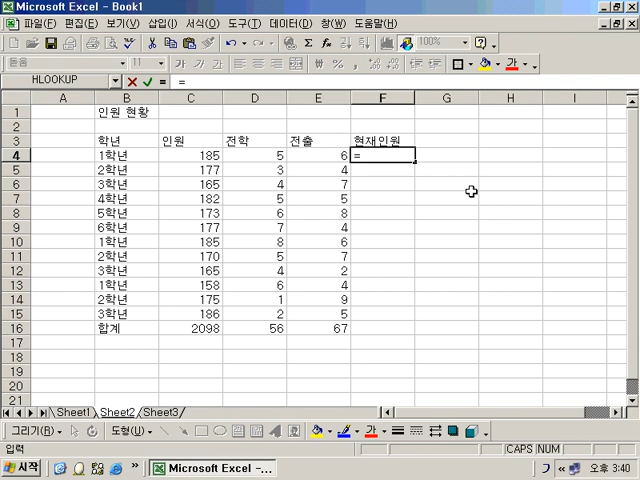 Microsoft Excel - Book1
파일(F) 편집(E) 보기(V) 삽입(I) 서식(O) 도구(T) 데이터(D) 창(W) 도움말(H)
100%
돋움 11 가 가 가
HLOOKUP =
A B C D E F G H I
1 인원 현황
2
3 학년 인원 전학 전출 현재인원
4 1학년 185 5 6 =
5 2학년 177 3 4
6 3학년 165 4 7
7 4학년 182 5 5
8 5학년 173 6 8
9 6학년 177 7 4
10 1학년 185 8 6
11 2학년 170 5 7
12 3학년 165 4 2
13 1학년 158 6 4
14 2학년 175 1 9
15 3학년 186 2 5
16 합계 2098 56 67
17
18
19
20
21
Sheet1 Sheet2 Sheet3
그리기(R) 도형(U) 가
입력 CAPS NUM
시작 Microsoft Excel -... 오후 3:40